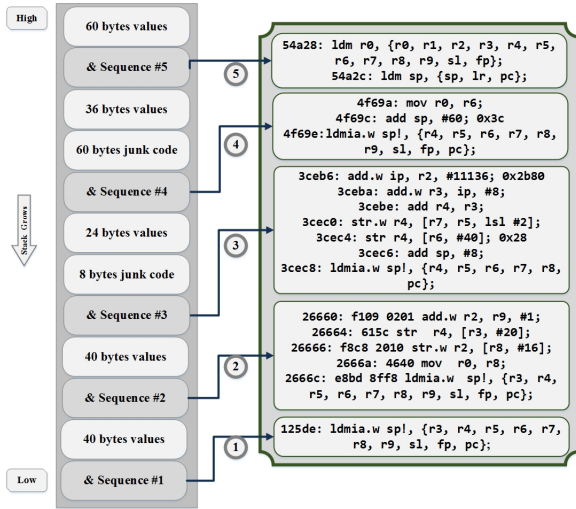 High
60 bytes values
& Sequence #5
36 bytes values
60 bytes junk code
& Sequence #4
24 bytes values
8 bytes junk code
& Sequence #3
40 bytes values
& Sequence #2
40 bytes values
& Sequence #1
Low
Stack Grows
5
54a28: ldm r0, {r0, r1, r2, r3, r4, r5,
r6, r7, r8, r9, sl, fp};
54a2c: ldm sp, {sp, lr, pc};
4
4f69a: mov r0, r6;
4f69c: add sp, #60; 0x3c
4f69e:ldmia.w sp!, {r4, r5, r6, r7, r8,
r9, sl, fp, pc};
3
3ceb6: add.w ip, r2, #11136; 0x2b80
3ceba: add.w r3, ip, #8;
3cebe: add r4, r3;
3cec0: str.w r4, [r7, r5, lsl #2];
3cec4: str r4, [r6, #40]; 0x28
3cec6: add sp, #8;
3cec8: ldmia.w sp!, {r4, r5, r6, r7, r8,
pc};
2
26660: f109 0201 add.w r2, r9, #1;
26664: 615c str r4, [r3, #20];
26666: f8c8 2010 str.w r2, [r8, #16];
2666a: 4640 mov r0, r8;
2666c: e8bd 8ff8 ldmia.w sp!, {r3, r4,
r5, r6, r7, r8, r9, sl, fp, pc};
1
125de: ldmia.w sp!, {r3, r4, r5, r6, r7,
r8, r9, sl, fp, pc};